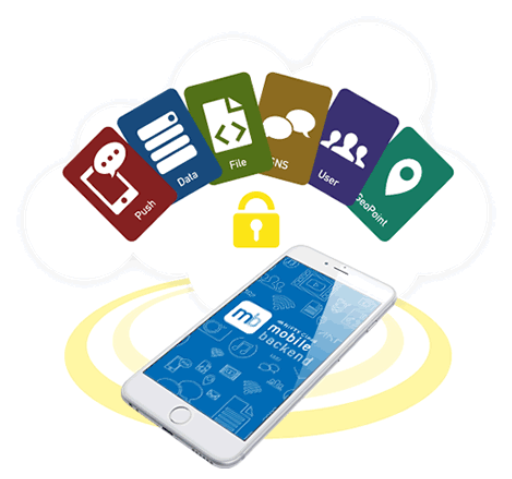 Push
Data
File
SNS
User
GeoPoint
mb
mobile
backend